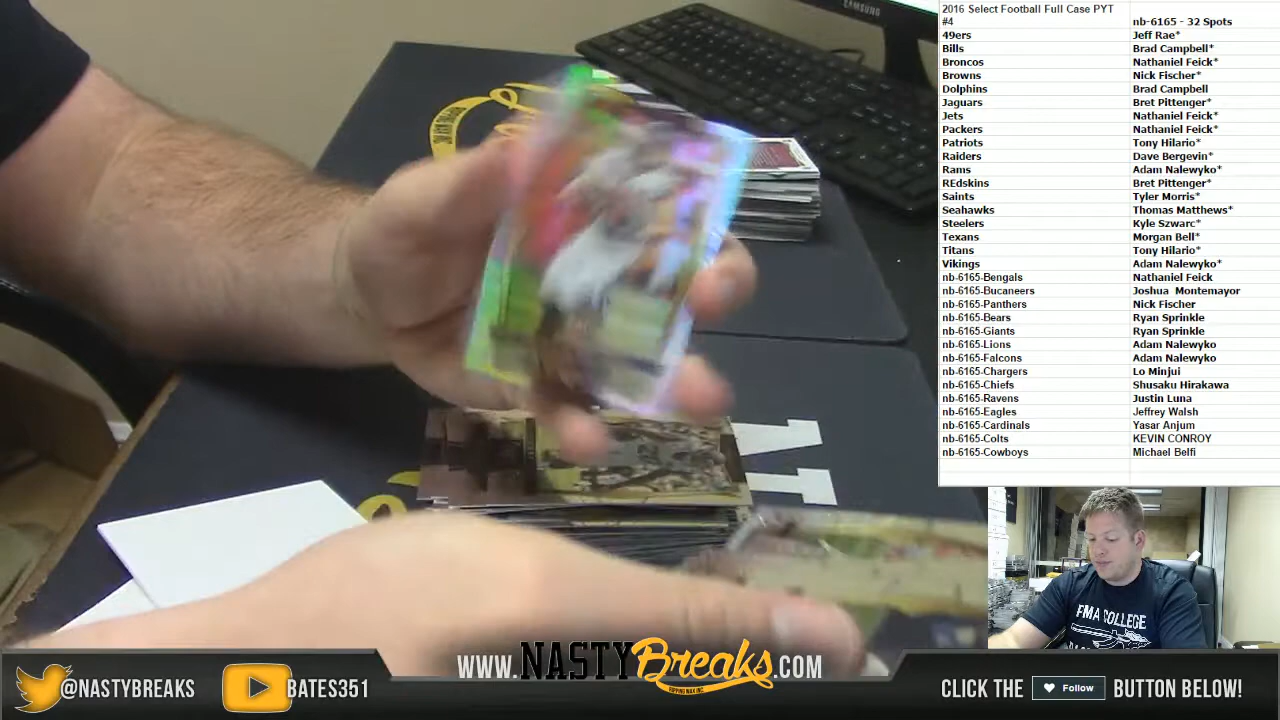 SAMSUNG
2016 Select Football Full Case PYT
#4 nb-6165 - 32 Spots
49ers Jeff Rae*
Bills Brad Campbell*
Broncos Nathaniel Feick*
Browns Nick Fischer*
Dolphins Brad Campbell
Jaguars Bret Pittenger*
Jets Nathaniel Feick*
Packers Nathaniel Feick*
Patriots Tony Hilario*
Raiders Dave Bergevin*
Rams Adam Nalewyko*
REdskins Bret Pittenger*
Saints Tyler Morris*
Seahawks Thomas Matthews*
Steelers Kyle Szwarc*
Texans Morgan Bell*
Titans Tony Hilario*
Vikings Adam Nalewyko*
nb-6165-Bengals Nathaniel Feick
nb-6165-Bucaneers Joshua Montemayor
nb-6165-Panthers Nick Fischer
nb-6165-Bears Ryan Sprinkle
nb-6165-Giants Ryan Sprinkle
nb-6165-Lions Adam Nalewyko
nb-6165-Falcons Adam Nalewyko
nb-6165-Chargers Lo Minjui
nb-6165-Chiefs Shusaku Hirakawa
nb-6165-Ravens Justin Luna
nb-6165-Eagles Jeffrey Walsh
nb-6165-Cardinals Yasar Anjum
nb-6165-Colts KEVIN CONROY
nb-6165-Cowboys Michael Belfi
FMA COLLEGE
@NASTYBREAKS
BATES351
WWW.NASTYBreaks.COM
RIPPING WAX INC.
CLICK THE Follow BUTTON BELOW!